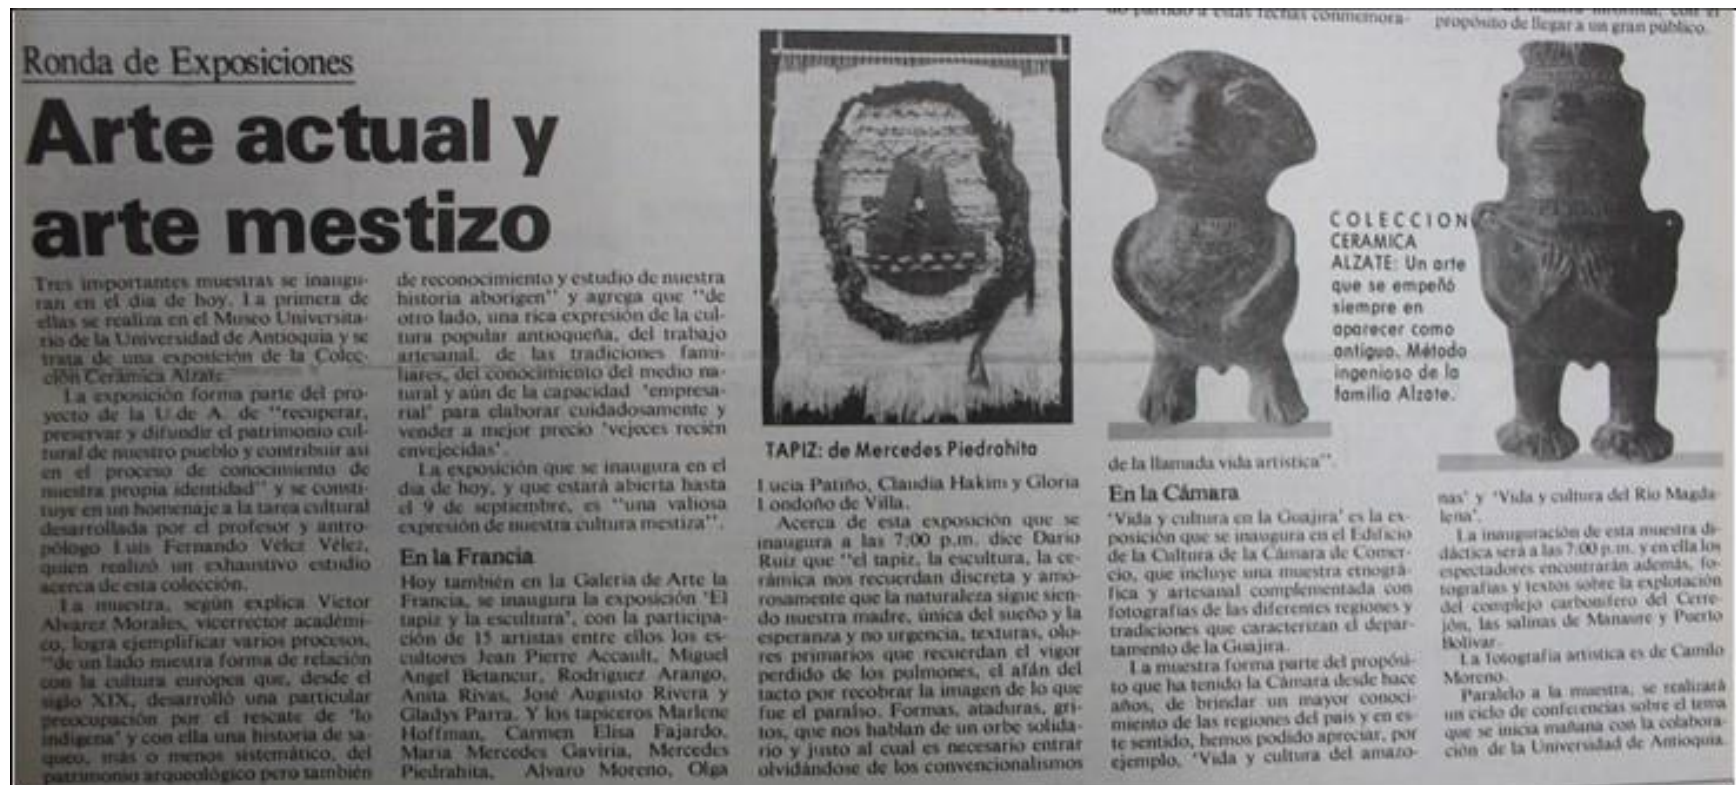 do partido a estas fechas conmemora-
propósito de llegar a un gran público.
Ronda de Exposiciones
Arte actual y
arte mestizo
Tres importantes muestras se inaugu-
ran en el día de hoy. La primera de
ellas se realiza en el Museo Universita-
rio de la Universidad de Antioquia y se
trata de una exposición de la Colec-
ción Cerámica Alzate.
La exposición forma parte del pro-
yecto de la U. de A. de "recuperar,
preservar y difundir el patrimonio cul-
tural de nuestro pueblo y contribuir así
en el proceso de conocimiento de
nuestra propia identidad" y se consti-
tuye en un homenaje a la tarea cultural
desarrollada por el profesor y antro-
pólogo Luis Fernando Vélez Vélez,
quien realizó un exhaustivo estudio
acerca de esta colección.
La muestra, según explica Víctor
Alvarez Morales, vicerrector académi-
co, logra ejemplificar varios procesos,
"de un lado nuestra forma de relación
con la cultura europea que, desde el
siglo XIX, desarrolló una particular
preocupación por el rescate de 'lo
indígena' y con ella una historia de sa-
queo, más o menos sistemático, del
patrimonio arqueológico pero también
de reconocimiento y estudio de nuestra
historia aborigen" y agrega que "de
otro lado, una rica expresión de la cul-
tura popular antioqueña, del trabajo
artesanal, de las tradiciones fami-
liares, del conocimiento del medio na-
tural y aún de la capacidad 'empresa-
rial' para elaborar cuidadosamente y
vender a mejor precio 'vejeces recién
envejecidas'.
La exposición que se inaugura en el
día de hoy, y que estará abierta hasta
el 9 de septiembre, es "una valiosa
expresión de nuestra cultura mestiza".
En la Francia
Hoy también en la Galería de Arte la
Francia, se inaugura la exposición 'El
tapiz y la escultura', con la participa-
ción de 15 artistas entre ellos los es-
cultores Jean Pierre Accault, Miguel
Angel Betancur, Rodríguez Arango,
Anita Rivas, José Augusto Rivera y
Gladys Parra. Y los tapiceros Marlene
Hoffman, Carmen Elisa Fajardo,
María Mercedes Gaviria, Mercedes
Piedrahita, Alvaro Moreno, Olga
TAPIZ: de Mercedes Piedrahita
Lucía Patiño, Claudia Hakim y Gloria
Londoño de Villa.
Acerca de esta exposición que se
inaugura a las 7:00 p.m. dice Darío
Ruiz que "el tapiz, la escultura, la ce-
rámica nos recuerdan discreta y amo-
rosamente que la naturaleza sigue sien-
do nuestra madre, única del sueño y la
esperanza y no urgencia, texturas, olo-
res primarios que recuerdan el vigor
perdido de los pulmones, el afán del
tacto por recobrar la imagen de lo que
fue el paraíso. Formas, ataduras, gri-
tos, que nos hablan de un orbe solida-
rio y justo al cual es necesario entrar
olvidándose de los convencionalismos
de la llamada vida artística".
En la Cámara
'Vida y cultura en la Guajira' es la ex-
posición que se inaugura en el Edificio
de la Cultura de la Cámara de Comer-
cio, que incluye una muestra etnográ-
fica y artesanal complementada con
fotografías de las diferentes regiones y
tradiciones que caracterizan el depar-
tamento de la Guajira.
La muestra forma parte del propósi-
to que ha tenido la Cámara desde hace
años, de brindar un mayor conoci-
miento de las regiones del país y en es-
te sentido, hemos podido apreciar, por
ejemplo, 'Vida y cultura del amazo-
COLECCION
CERAMICA
ALZATE: Un arte
que se empeñó
siempre en
aparecer como
antiguo. Método
ingenioso de la
familia Alzate.
nas' y 'Vida y cultura del Río Magda-
lena'.
La inauguración de esta muestra di-
dáctica será a las 7:00 p.m. y en ella los
espectadores encontrarán además, fo-
tografías y textos sobre la explotación
del complejo carbonífero del Cerre-
jón, las salinas de Manaure y Puerto
Bolívar.
La fotografía artística es de Camilo
Moreno.
Paralelo a la muestra, se realizará
un ciclo de conferencias sobre el tema
que se inicia mañana con la colabora-
ción de la Universidad de Antioquia.